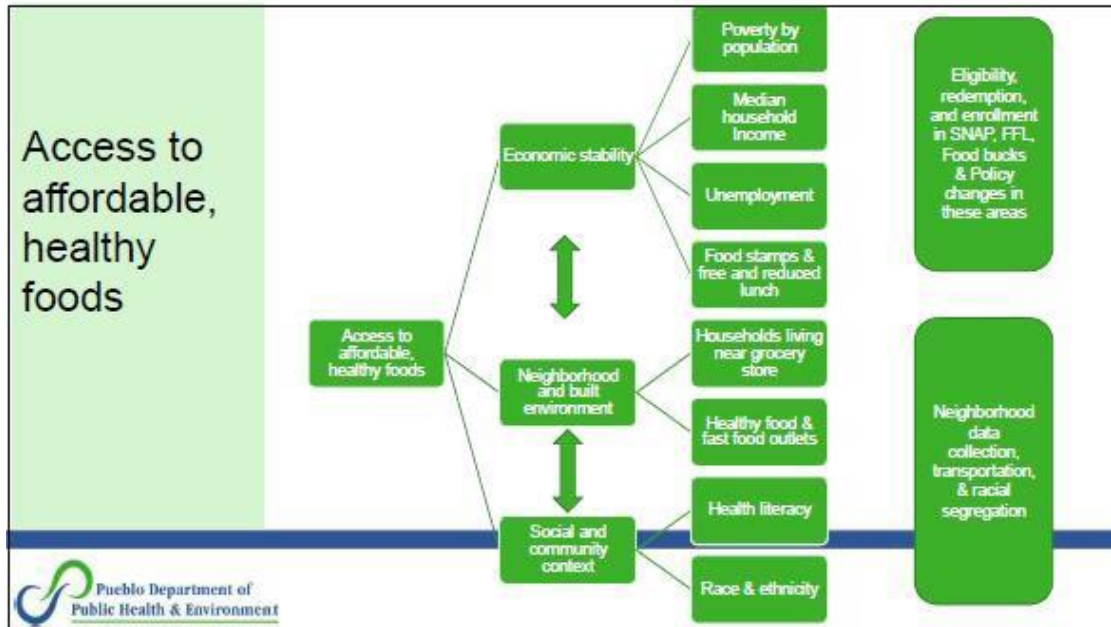 Access to
affordable,
healthy
foods
Access to
affordable,
healthy foods
Economic stability
Neighborhood
and built
environment
Social and
community
context
Poverty by
population
Median
household
Income
Unemployment
Food stamps &
free and reduced
lunch
Households living
near grocery
store
Healthy food &
fast food outlets
Health literacy
Race & ethnicity
Eligibility,
redemption,
and enrollment
in SNAP, FFL,
Food bucks
& Policy
changes in
these areas
Neighborhood
data
collection,
transportation,
& racial
segregation
Pueblo Department of
Public Health & Environment